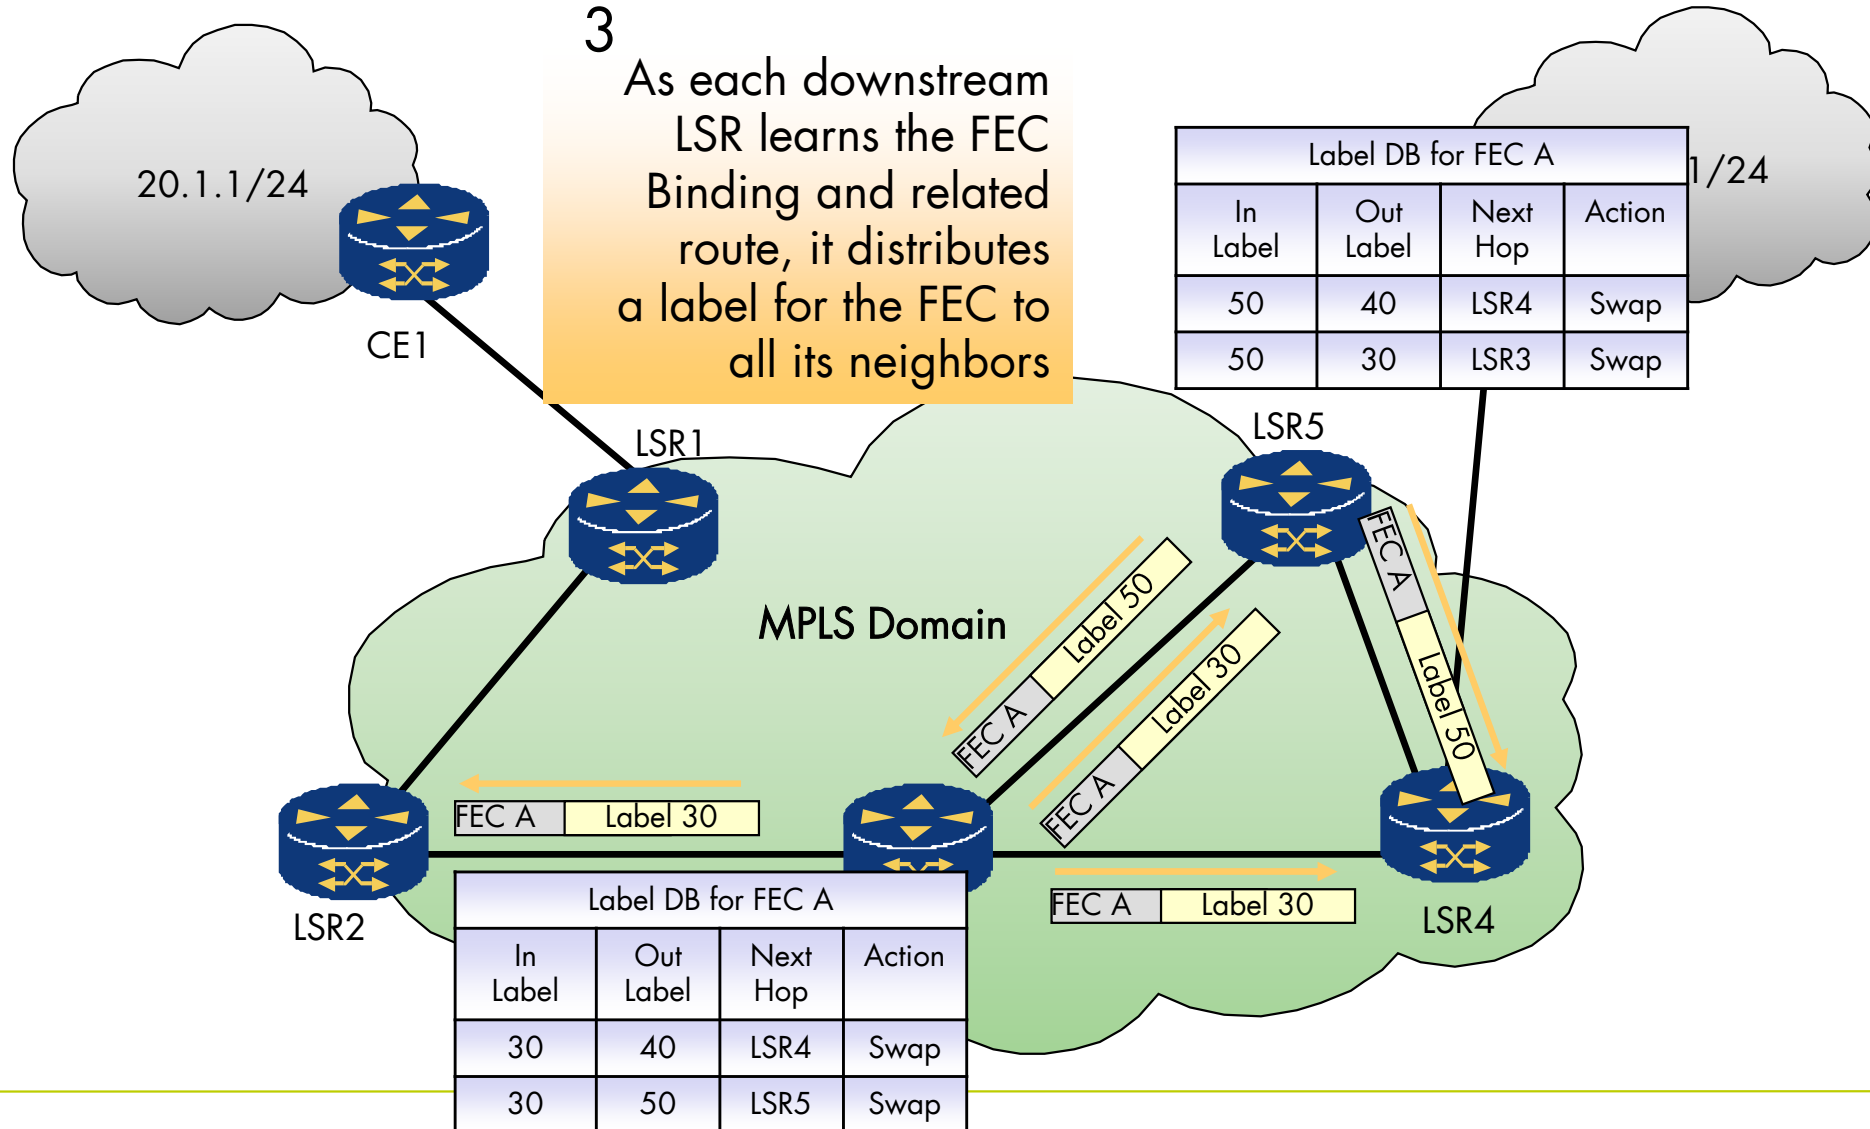 3
As each downstream
LSR learns the FEC
Binding and related
route, it distributes
a label for the FEC to
all its neighbors
20.1.1/24
CE1
1/24
Label DB for FEC A
In Label Out Label Next Hop Action
50 40 LSR4 Swap
50 30 LSR3 Swap
LSR1
LSR5
MPLS Domain
FEC A Label 50
FEC A Label 30
FEC A Label 50
FEC A Label 30
FEC A Label 30
LSR2
LSR4
Label DB for FEC A
In Label Out Label Next Hop Action
30 40 LSR4 Swap
30 50 LSR5 Swap